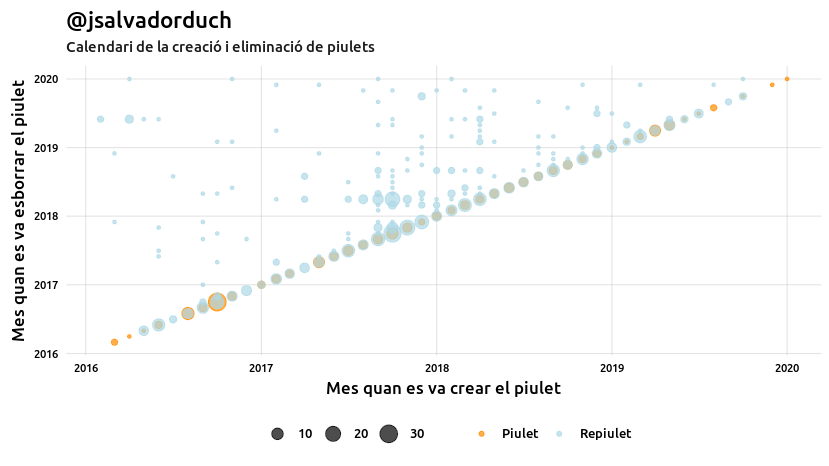 @jsalvadorduch
Calendari de la creació i eliminació de piulets
Mes quan es va esborrar el piulet
2020
2019
2018
2017
2016
2016 2017 2018 2019 2020
Mes quan es va crear el piulet
10 20 30 Piulet Repiulet